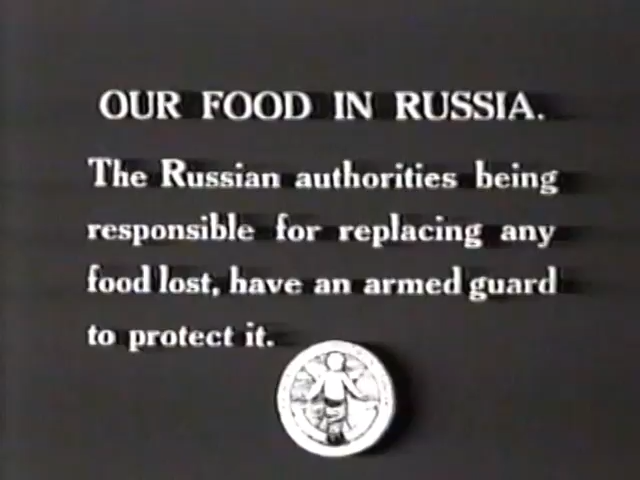 OUR FOOD IN RUSSIA.
The Russian authorities being
responsible for replacing any
food lost, have an armed guard
to protect it.